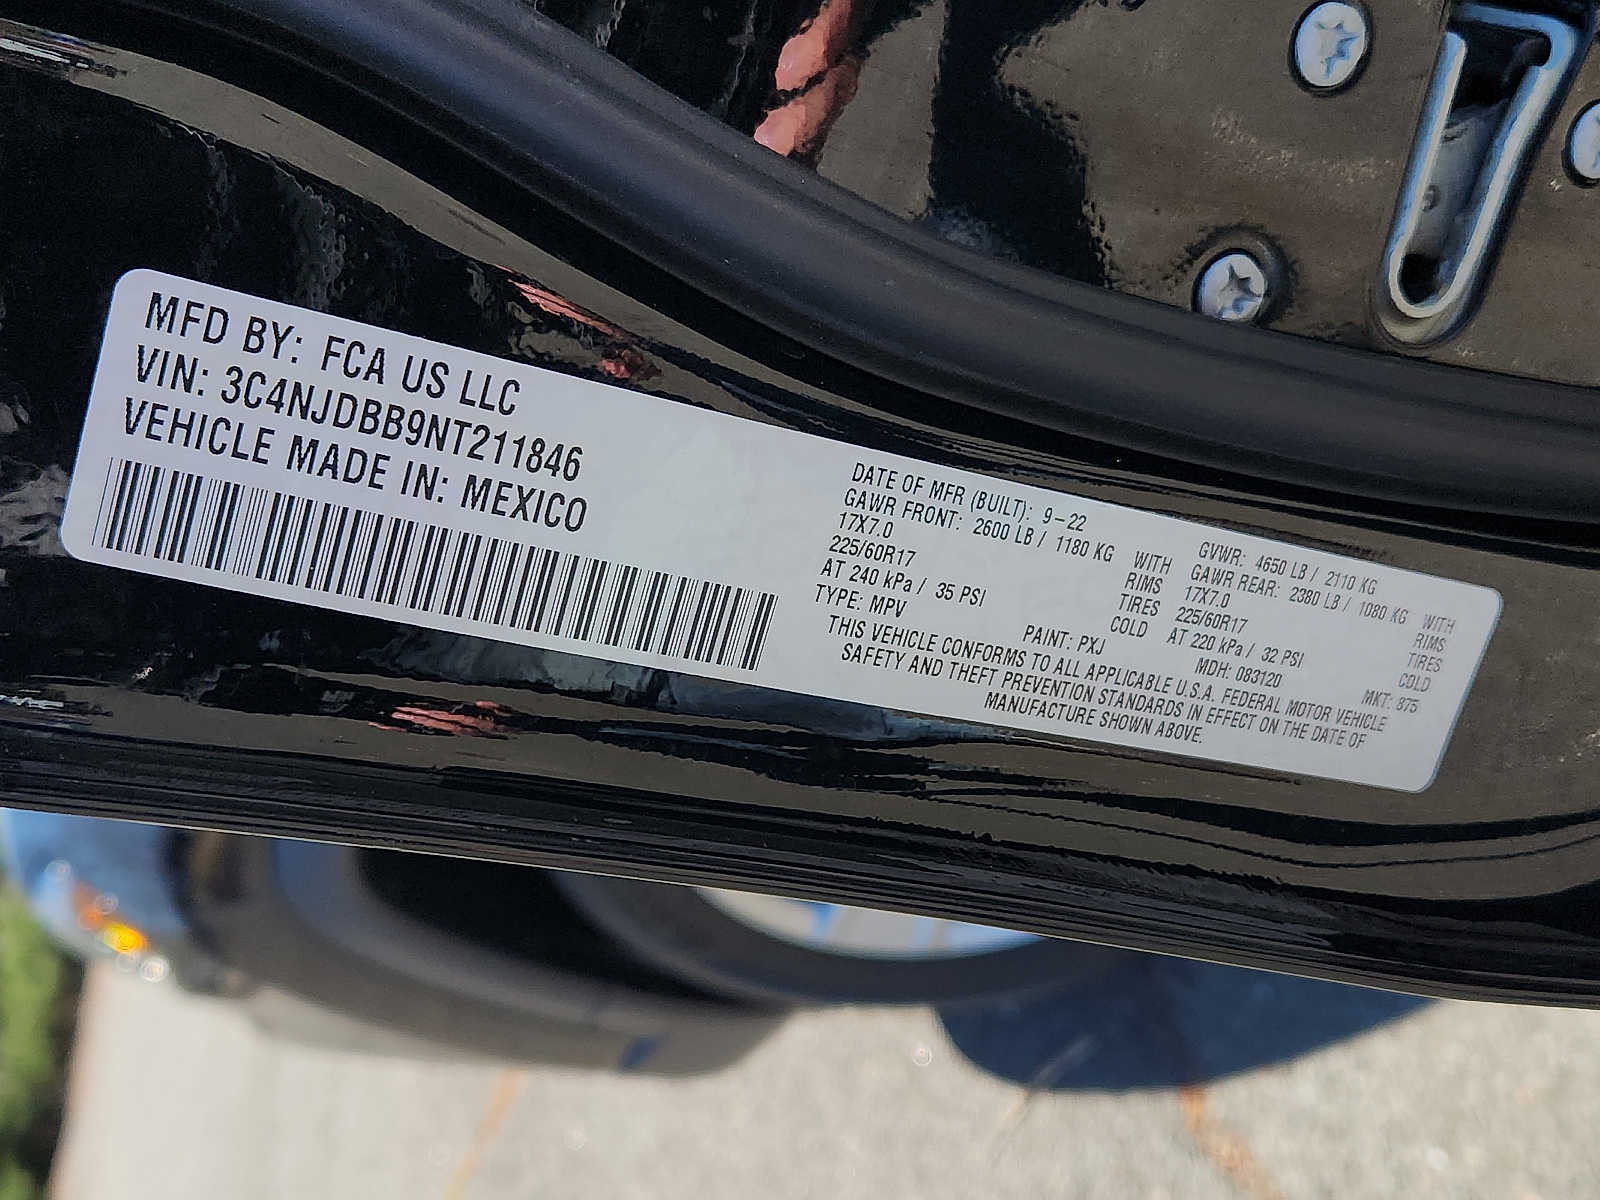 MFD BY: FCA US LLC
VIN: 3C4NJDBB9NT211846
VEHICLE MADE IN: MEXICO
DATE OF MFR (BUILT): 9-22 GVWR: 4650 LB / 2110 KG
GAWR FRONT: 2600 LB / 1180 KG WITH GAWR REAR: 2380 LB / 1080 KG WITH
17X7.0 RIMS 17X7.0 RIMS
225/60R17 TIRES 225/60R17 TIRES
AT 240 kPa / 35 PSI COLD AT 220 kPa / 32 PSI COLD
TYPE: MPV PAINT: PXJ MDH: 083120 MKT: 875
THIS VEHICLE CONFORMS TO ALL APPLICABLE U.S.A. FEDERAL MOTOR VEHICLE
SAFETY AND THEFT PREVENTION STANDARDS IN EFFECT ON THE DATE OF
MANUFACTURE SHOWN ABOVE.